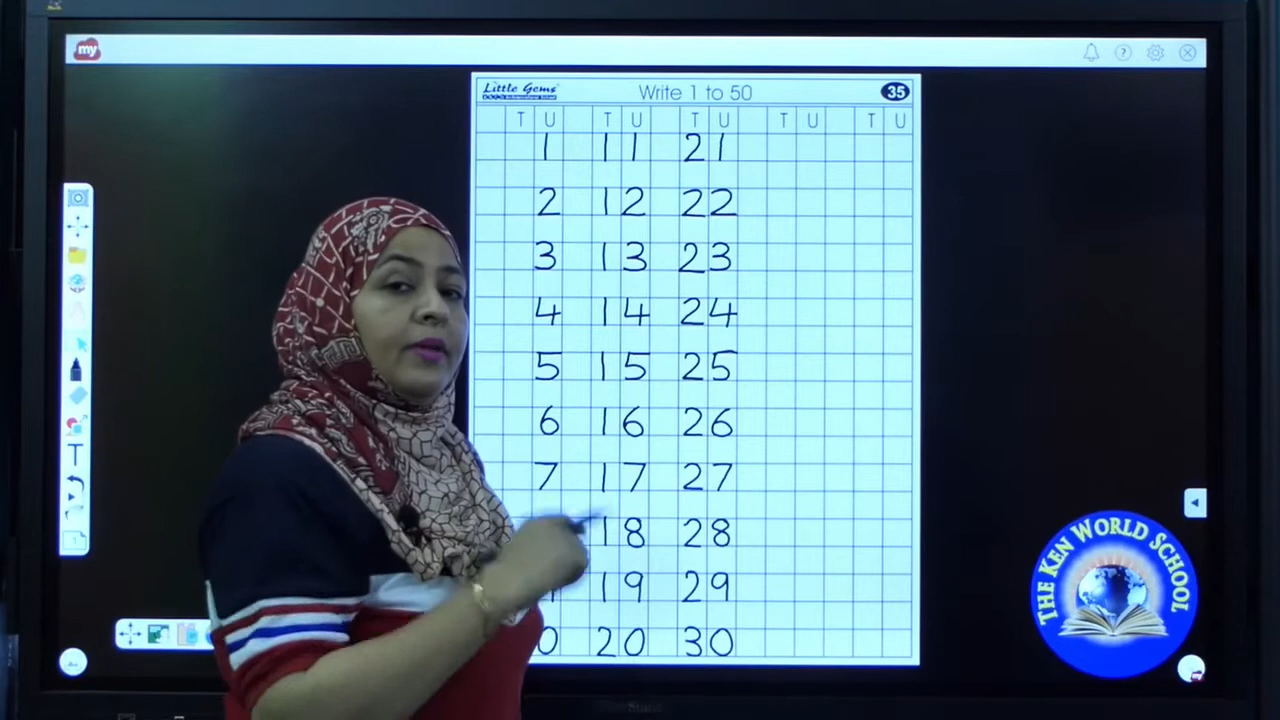 my
Little Gems
Write 1 to 50
35
T U T U T U T U T U
1 11 21
2 12 22
3 13 23
4 14 24
5 15 25
6 16 26
7 17 27
18 28
19 29
0 20 30
T
THE KEN WORLD SCHOOL